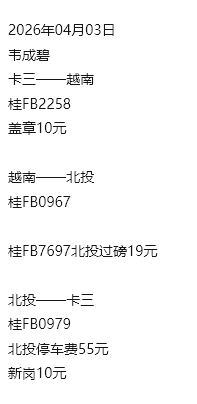 2026年04月03日
韦成碧
卡三——越南
桂FB2258
盖章10元
越南——北投
桂FB0967
桂FB7697北投过磅19元
北投——卡三
桂FB0979
北投停车费55元
新岗10元